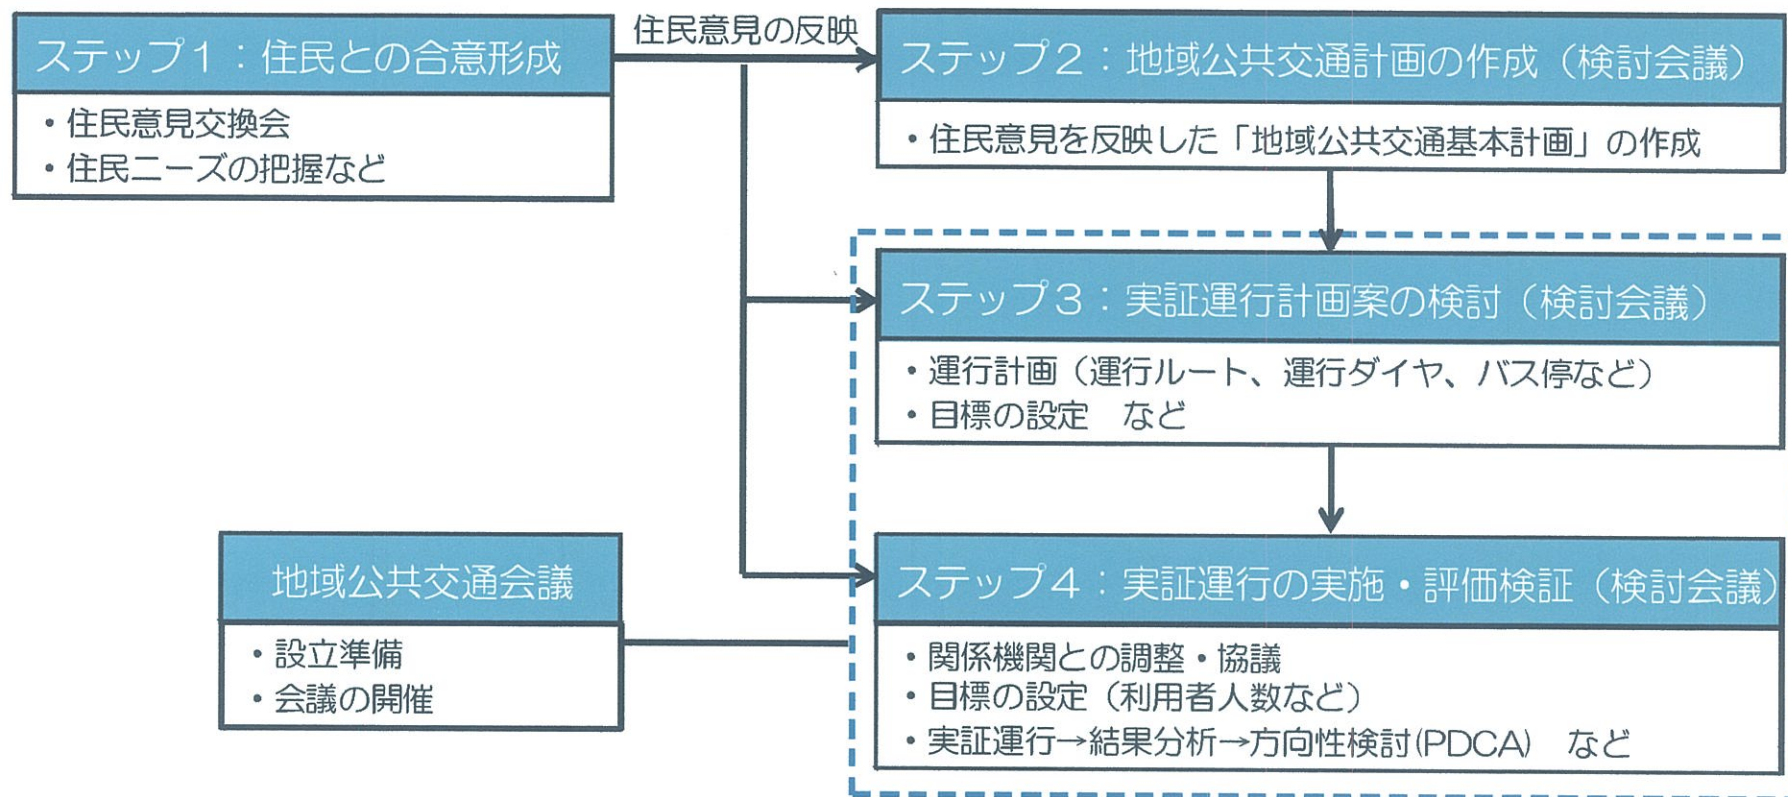 住民意見の反映
ステップ1：住民との合意形成
・住民意見交換会
・住民ニーズの把握など
ステップ2：地域公共交通計画の作成（検討会議）
・住民意見を反映した「地域公共交通基本計画」の作成
ステップ3：実証運行計画案の検討（検討会議）
・運行計画（運行ルート、運行ダイヤ、バス停など）
・目標の設定　など
地域公共交通会議
・設立準備
・会議の開催
ステップ4：実証運行の実施・評価検証（検討会議）
・関係機関との調整・協議
・目標の設定（利用者人数など）
・実証運行→結果分析→方向性検討(PDCA)　など